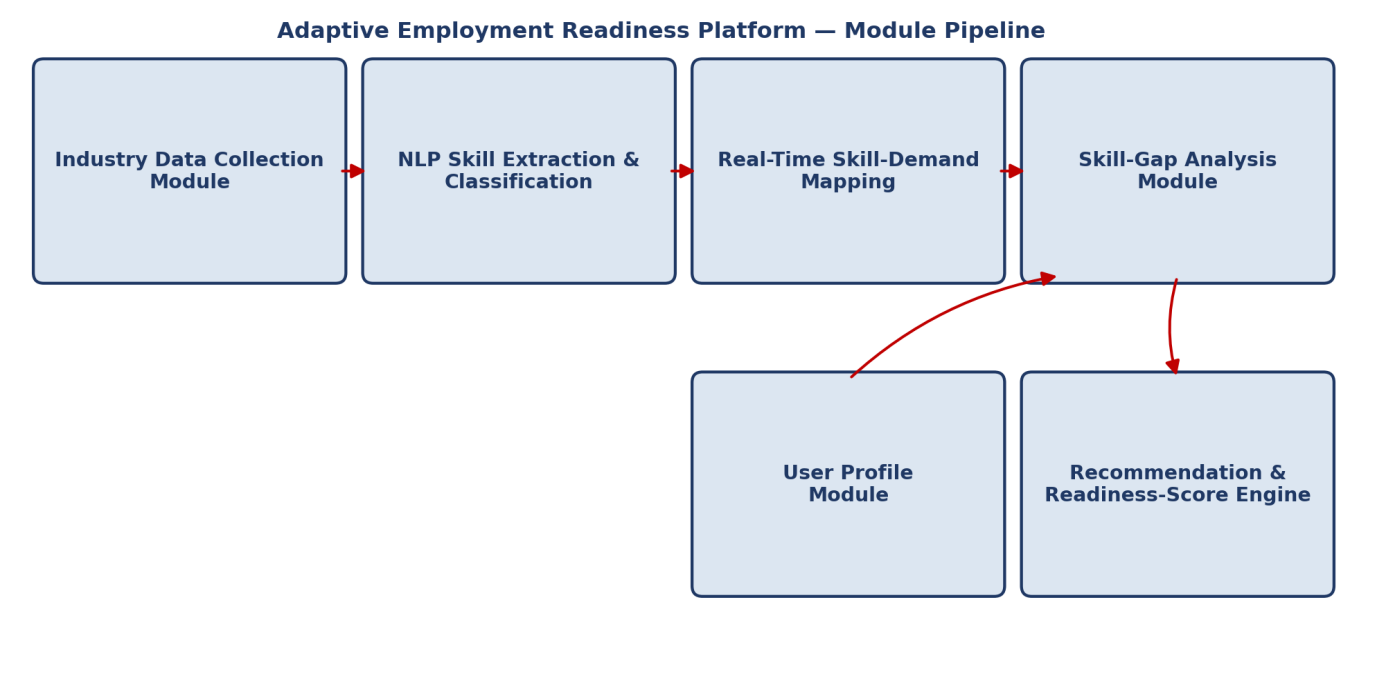 Adaptive Employment Readiness Platform — Module Pipeline
Industry Data Collection
Module
NLP Skill Extraction &
Classification
Real-Time Skill-Demand
Mapping
Skill-Gap Analysis
Module
User Profile
Module
Recommendation &
Readiness-Score Engine